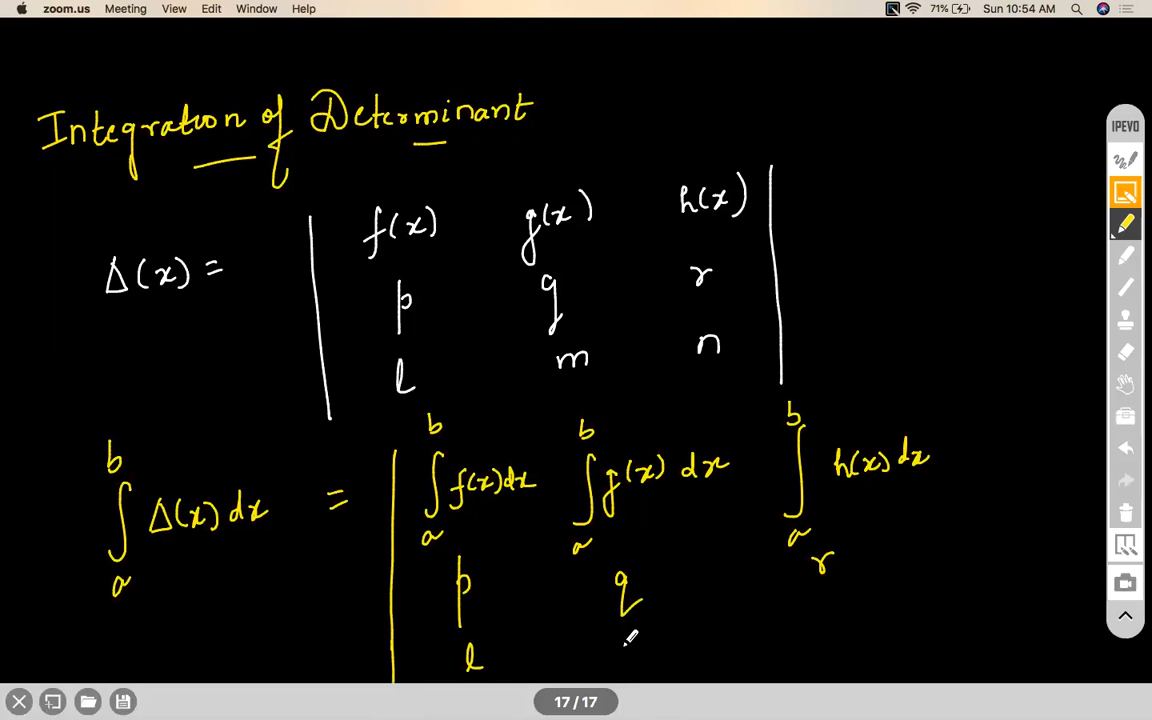 zoom.us Meeting View Edit Window Help 71% Sun 10:54 AM
Integration of Determinant
IPEVO
f(x) g(x) h(x)
Δ(x) =
p q r
l m n
b b b b
∫ Δ(x) dx = ∫ f(x) dx ∫ g(x) dx ∫ h(x) dx
a a a a
p q r
l
17 / 17